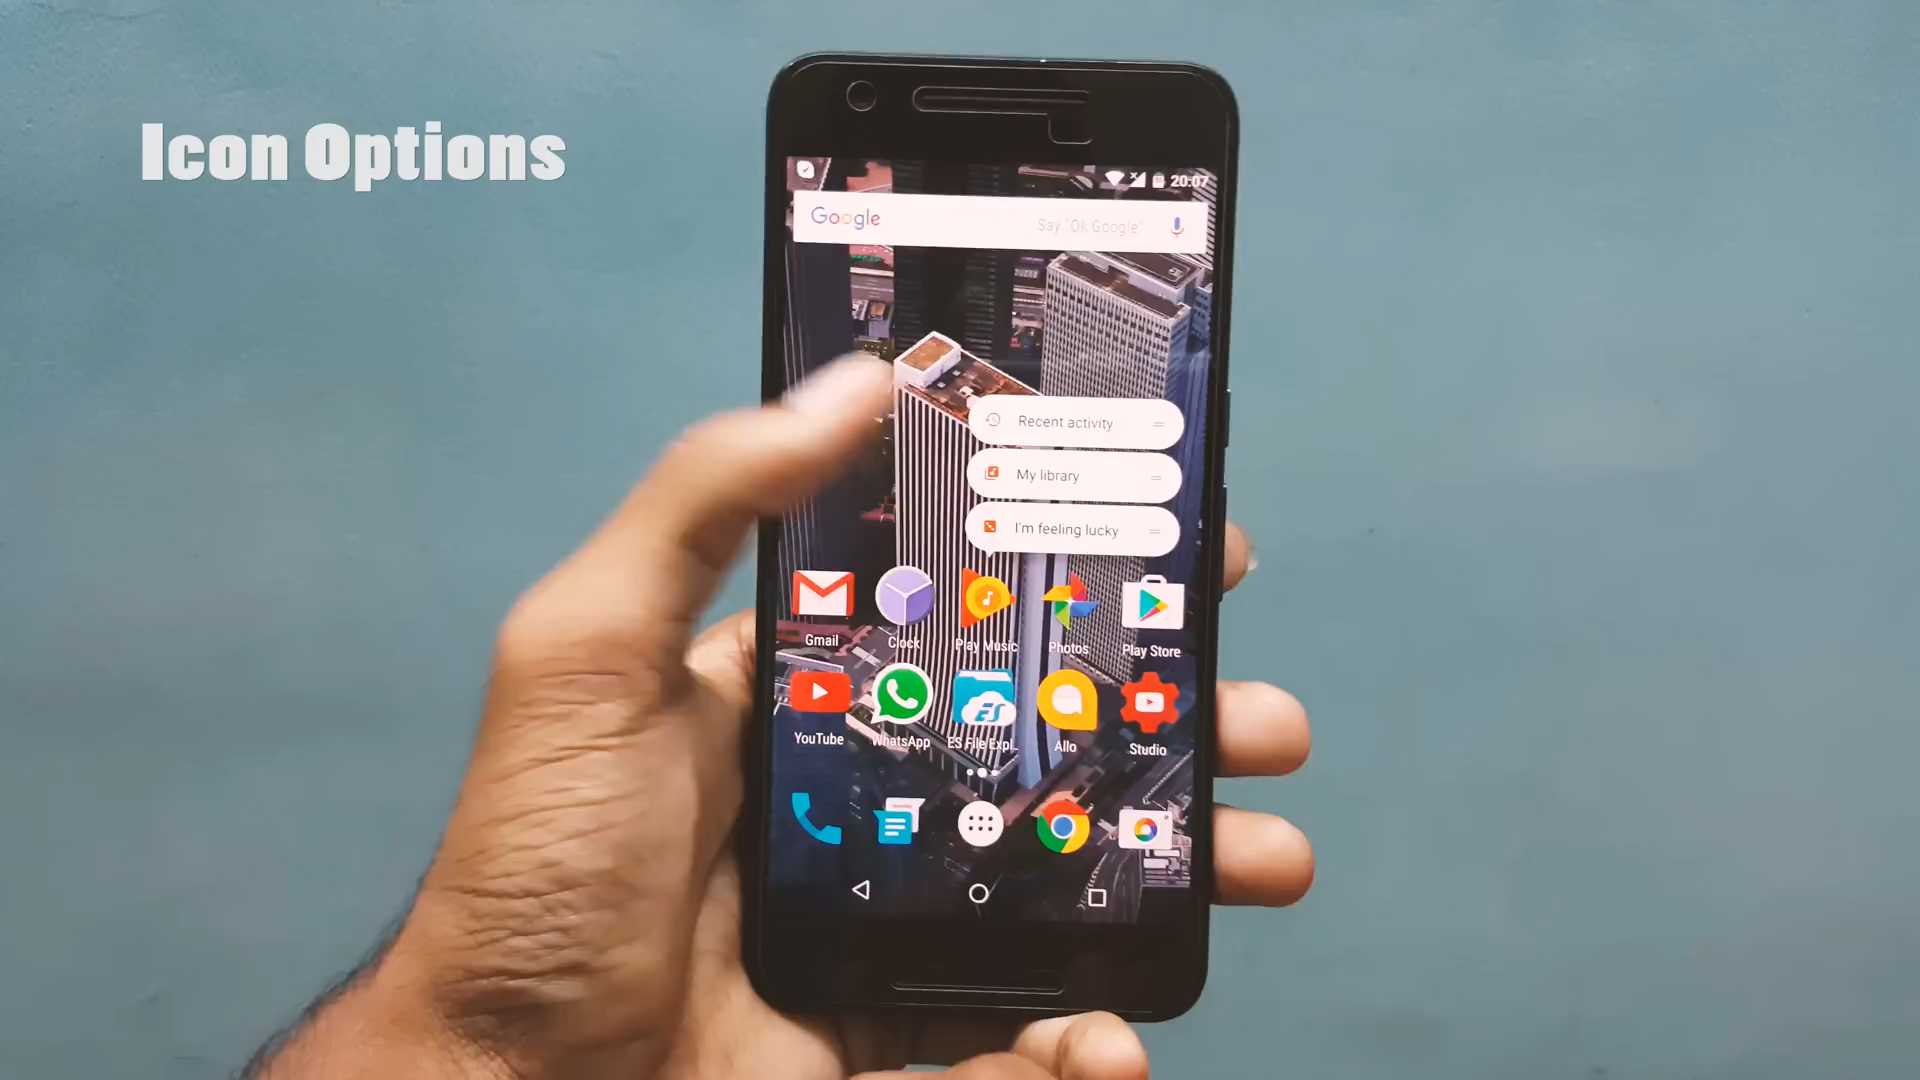 Icon Options
20:07
Google
Say "Ok Google"
Recent activity
My library
I'm feeling lucky
Gmail
Clock
Play Music
Photos
Play Store
YouTube
WhatsApp
ES
ES File Expl..
Allo
Studio